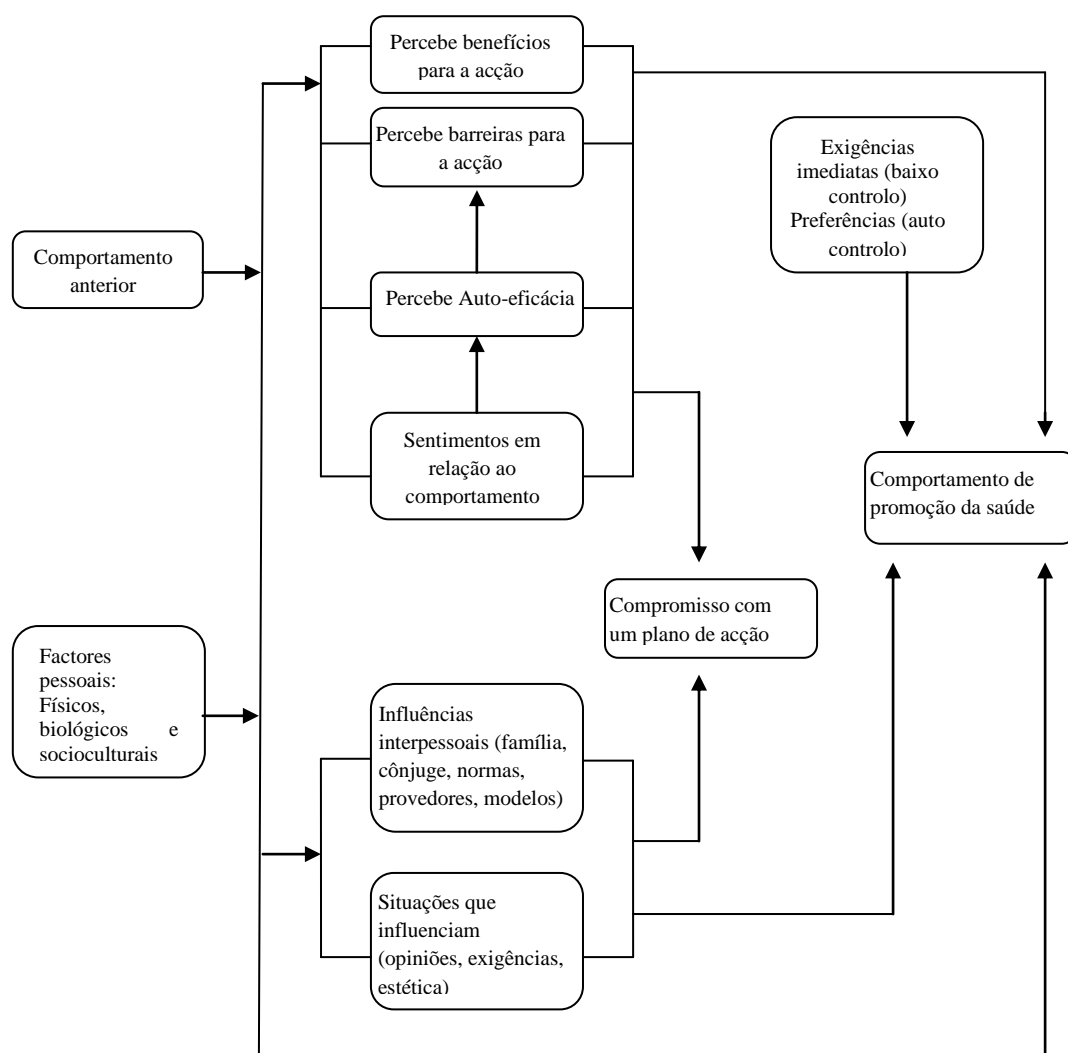 Percebe benefícios
para a acção
Percebe barreiras para
a acção
Exigências
imediatas (baixo
controlo)
Preferências (auto
controlo)
Comportamento
anterior
Percebe Auto-eficácia
Sentimentos em
relação ao
comportamento
Comportamento de
promoção da saúde
Compromisso com
um plano de acção
Factores
pessoais:
Físicos,
biológicos e
socioculturais
Influências
interpessoais (família,
cônjuge, normas,
provedores, modelos)
Situações que
influenciam
(opiniões, exigências,
estética)